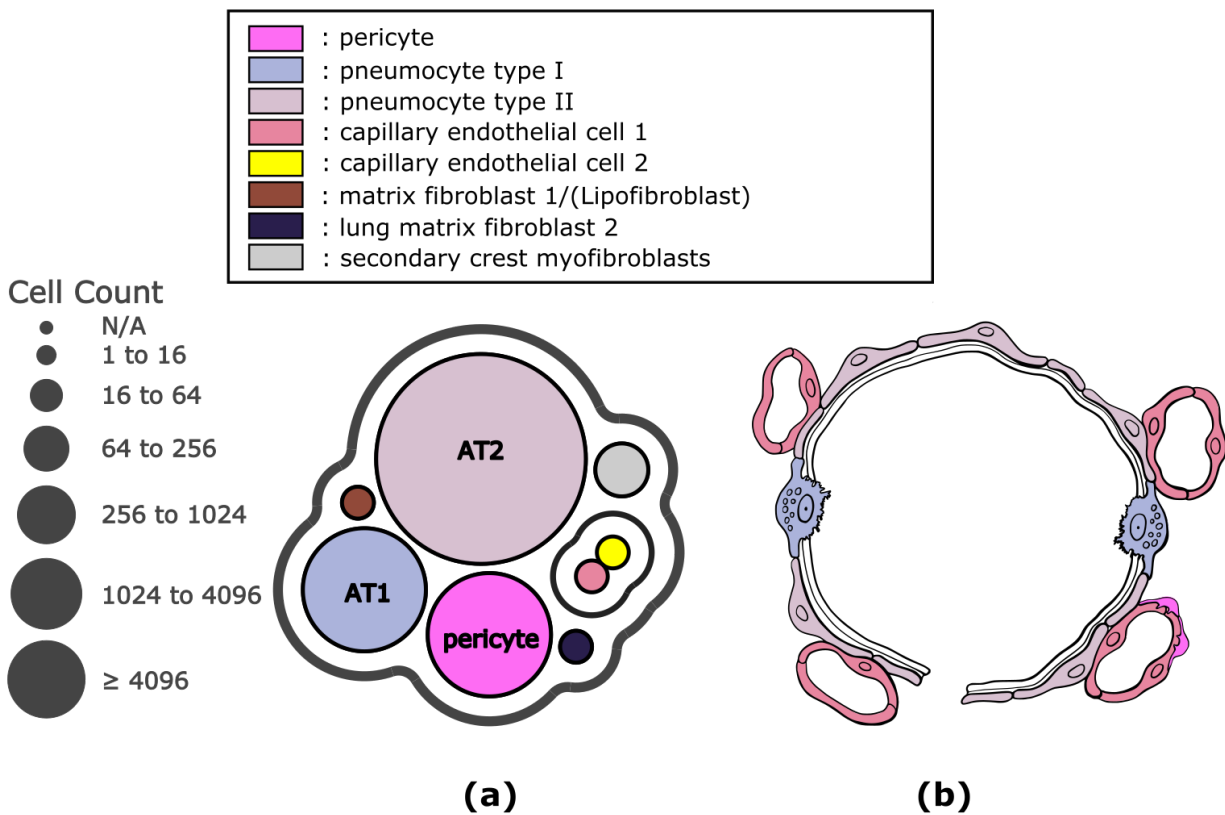 : pericyte
: pneumocyte type I
: pneumocyte type II
: capillary endothelial cell 1
: capillary endothelial cell 2
: matrix fibroblast 1/(Lipofibroblast)
: lung matrix fibroblast 2
: secondary crest myofibroblasts
Cell Count
N/A
1 to 16
16 to 64
64 to 256
256 to 1024
1024 to 4096
≥ 4096
AT2
AT1
pericyte
(a)
(b)